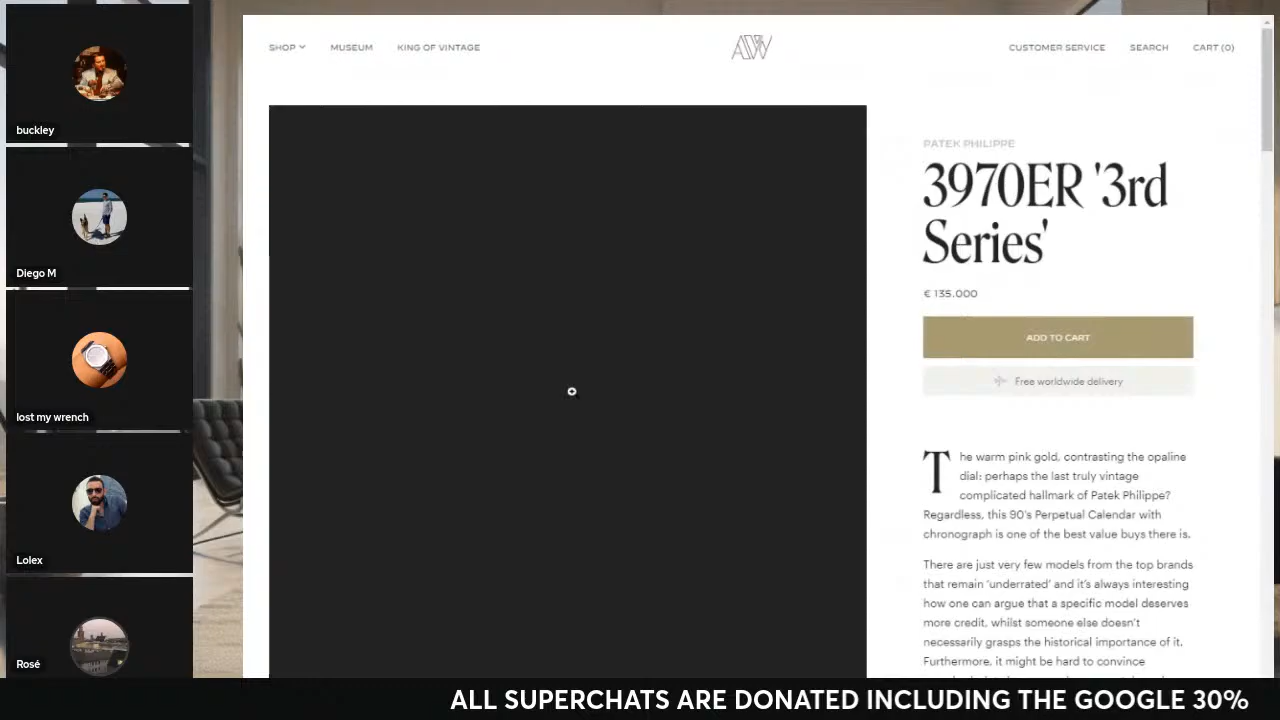 buckley
Diego M
lost my wrench
Lolex
Rosé
SHOP
MUSEUM
KING OF VINTAGE
AWV
CUSTOMER SERVICE
SEARCH
CART (0)
PATEK PHILIPPE
3970ER '3rd
Series'
€ 135.000
ADD TO CART
Free worldwide delivery
The warm pink gold, contrasting the opaline
dial: perhaps the last truly vintage
complicated hallmark of Patek Philippe?
Regardless, this 90's Perpetual Calendar with
chronograph is one of the best value buys there is.
There are just very few models from the top brands
that remain 'underrated' and it's always interesting
how one can argue that a specific model deserves
more credit, whilst someone else doesn't
necessarily grasps the historical importance of it.
Furthermore, it might be hard to convince
ALL SUPERCHATS ARE DONATED INCLUDING THE GOOGLE 30%